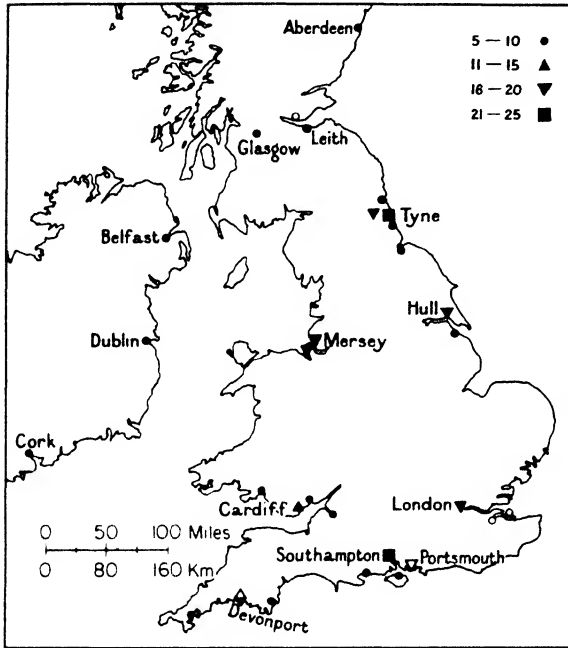 Aberdeen
5 – 10
11 – 15
16 – 20
21 – 25
Leith
Glasgow
Tyne
Belfast
Hull
Dublin
Mersey
Cork
Cardiff
London
0 50 100 Miles
0 80 160 Km
Southampton
Portsmouth
Devonport